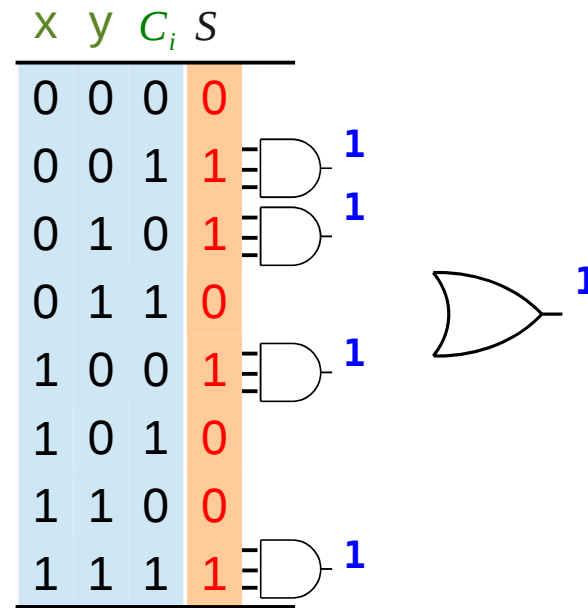 x y Cᵢ S
0 0 0 0
0 0 1 1 1
0 1 0 1 1
0 1 1 0 1
1 0 0 1 1
1 0 1 0
1 1 0 0
1 1 1 1 1